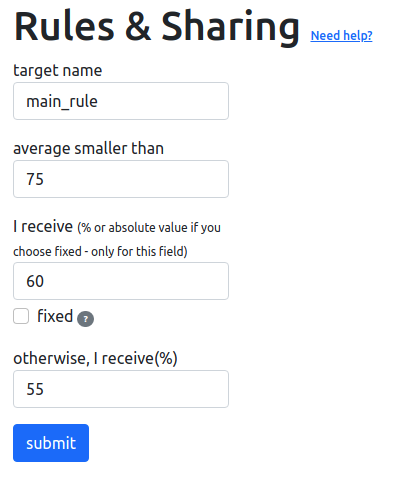 Rules & Sharing Need help?
target name
main_rule
average smaller than
75
I receive (% or absolute value if you
choose fixed - only for this field)
60
fixed ?
otherwise, I receive(%)
55
submit